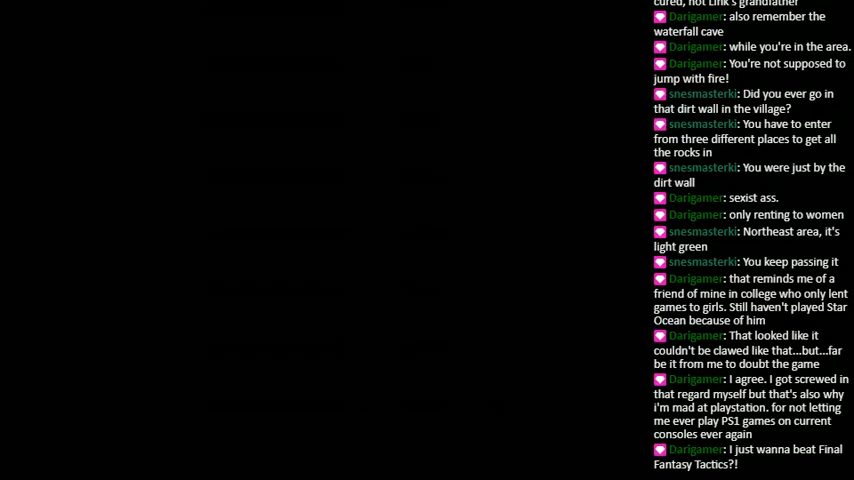 cured, not Link's grandfather
Darigamer: also remember the
waterfall cave
Darigamer: while you're in the area.
Darigamer: You're not supposed to
jump with fire!
snesmasterki: Did you ever go in
that dirt wall in the village?
snesmasterki: You have to enter
from three different places to get all
the rocks in
snesmasterki: You were just by the
dirt wall
Darigamer: sexist ass.
Darigamer: only renting to women
snesmasterki: Northeast area, it's
light green
snesmasterki: You keep passing it
Darigamer: that reminds me of a
friend of mine in college who only lent
games to girls. Still haven't played Star
Ocean because of him
Darigamer: That looked like it
couldn't be clawed like that...but...far
be it from me to doubt the game
Darigamer: I agree. I got screwed in
that regard myself but that's also why
i'm mad at playstation. for not letting
me ever play PS1 games on current
consoles ever again
Darigamer: I just wanna beat Final
Fantasy Tactics?!